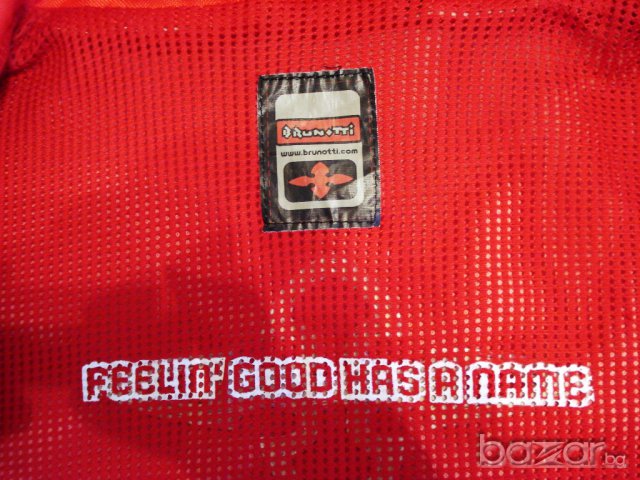 BRUNOTTI
www.brunotti.com
FEELIN' GOOD HAS A NAME
bazar.bg